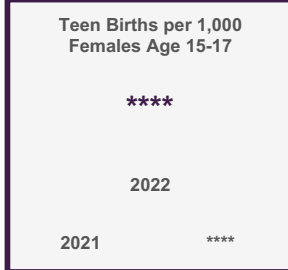 Teen Births per 1,000
Females Age 15-17
****
2022
2021 ****